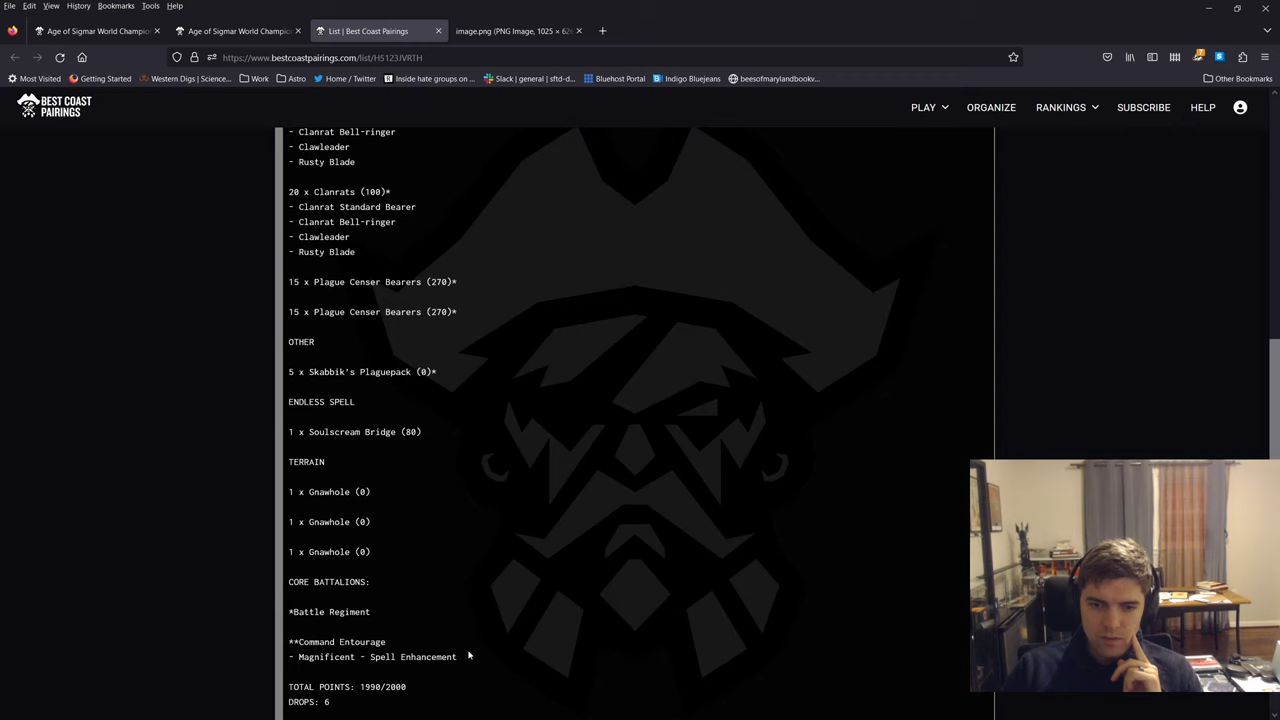 File Edit View History Bookmarks Tools Help
Age of Sigmar World Champion
Age of Sigmar World Champion
List | Best Coast Pairings
image.png (PNG Image, 1025 × 62
https://www.bestcoastpairings.com/list/H5123JVRTH
Most Visited Getting Started Western Digs | Science... Work Astro Home / Twitter Inside hate groups on ... Slack | general | sftd-d... Bluehost Portal Indigo Bluejeans beesofmarylandbookv... Other Bookmarks
BEST COAST
PAIRINGS
PLAY ORGANIZE RANKINGS SUBSCRIBE HELP
- Clanrat Bell-ringer
- Clawleader
- Rusty Blade
20 x Clanrats (100)*
- Clanrat Standard Bearer
- Clanrat Bell-ringer
- Clawleader
- Rusty Blade
15 x Plague Censer Bearers (270)*
15 x Plague Censer Bearers (270)*
OTHER
5 x Skabbik's Plaguepack (0)*
ENDLESS SPELL
1 x Soulscream Bridge (80)
TERRAIN
1 x Gnawhole (0)
1 x Gnawhole (0)
1 x Gnawhole (0)
CORE BATTALIONS:
*Battle Regiment
**Command Entourage
- Magnificent - Spell Enhancement
TOTAL POINTS: 1990/2000
DROPS: 6